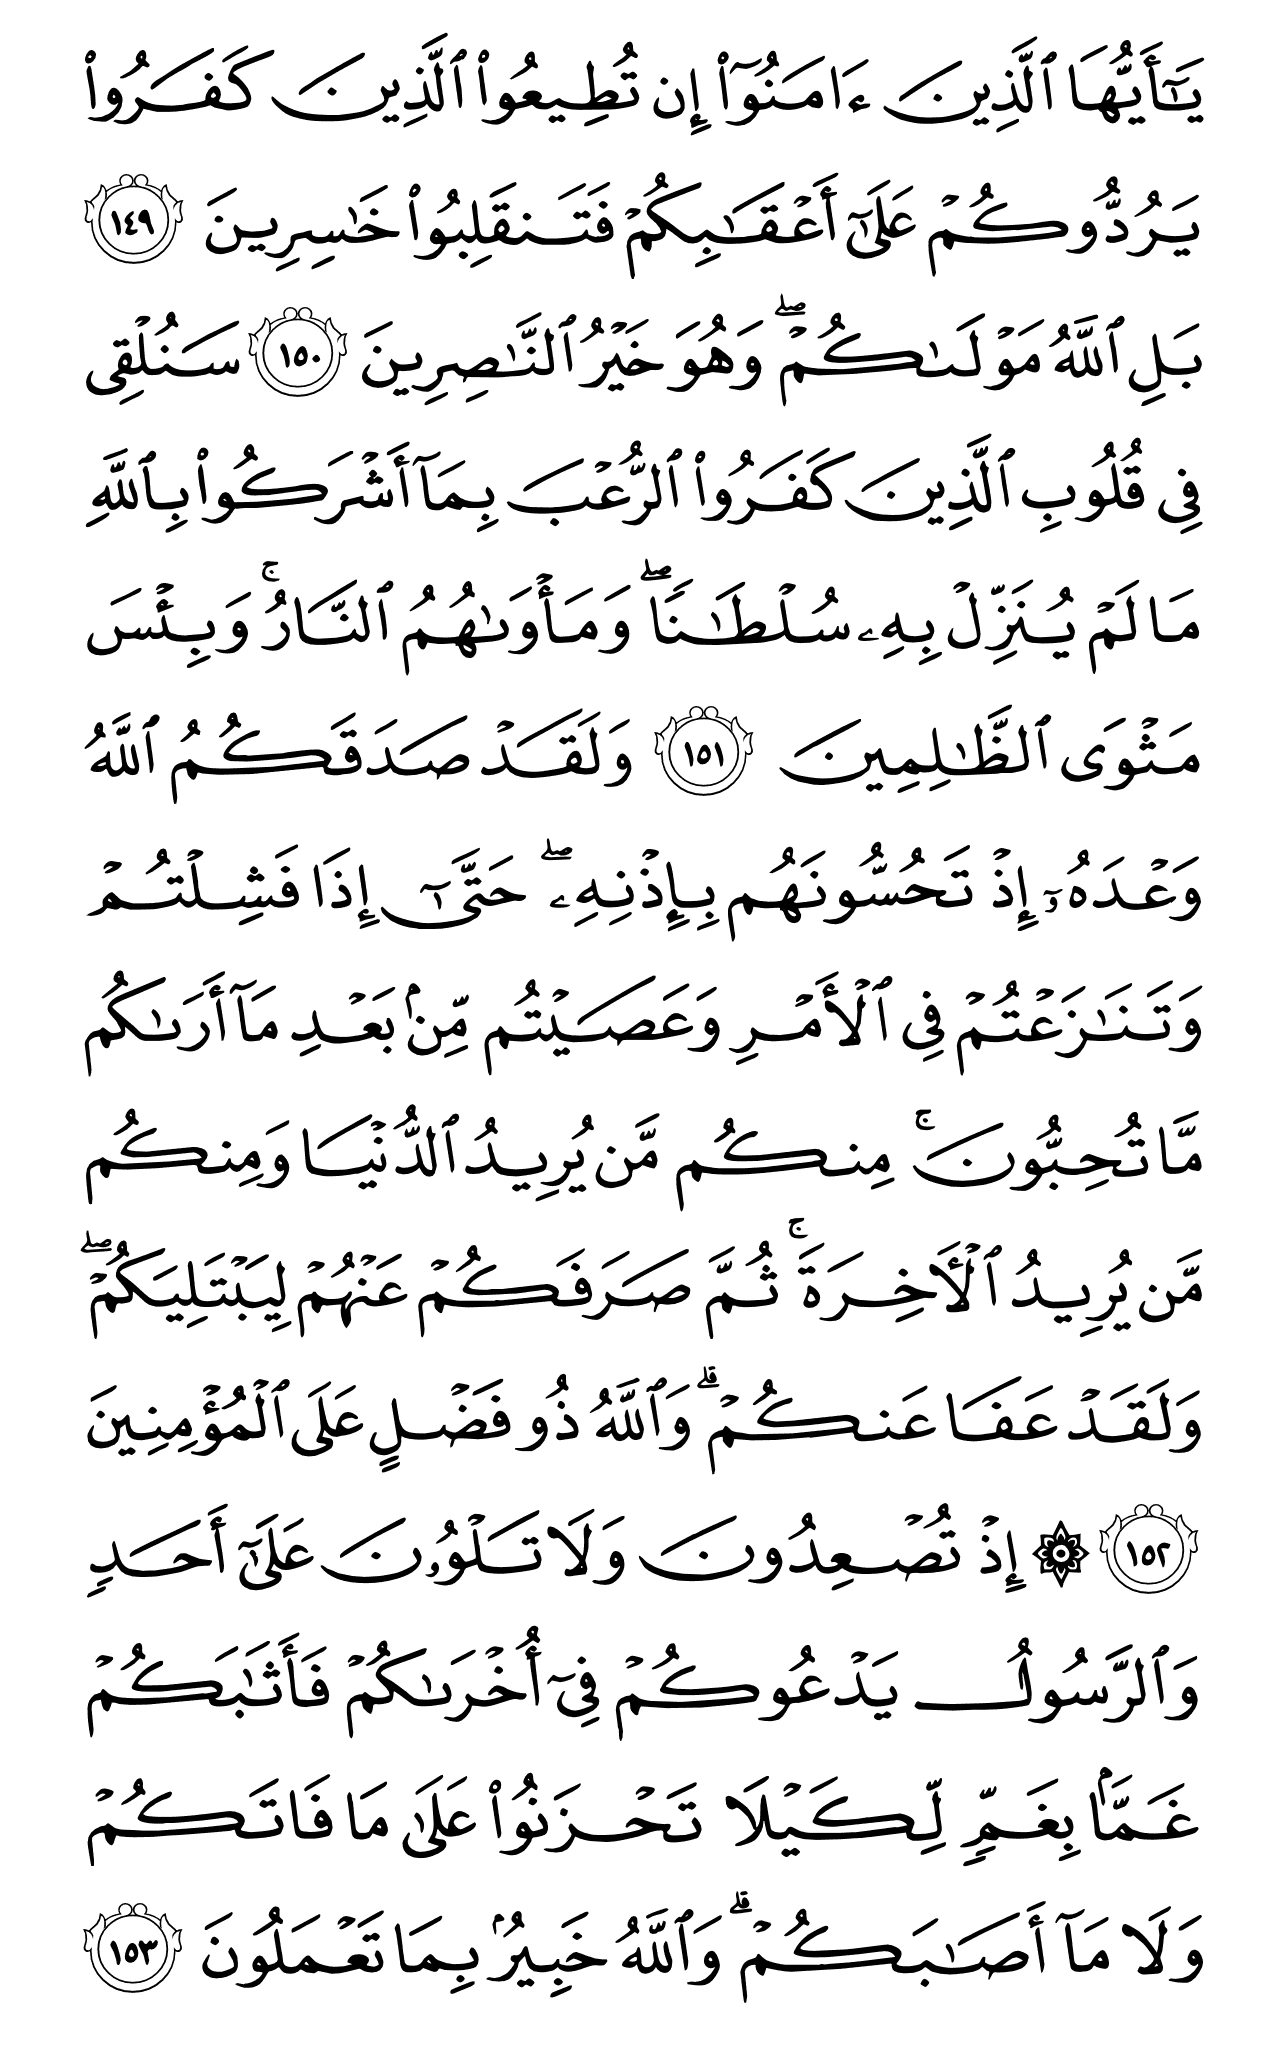 يَـٰٓأَيُّهَا ٱلَّذِينَ ءَامَنُوٓا۟ إِن تُطِيعُوا۟ ٱلَّذِينَ كَفَرُوا۟
يَرُدُّوكُمْ عَلَىٰٓ أَعْقَـٰبِكُمْ فَتَنقَلِبُوا۟ خَـٰسِرِينَ ١٤٩
بَلِ ٱللَّهُ مَوْلَىٰكُمْ ۖ وَهُوَ خَيْرُ ٱلنَّـٰصِرِينَ ١٥٠ سَنُلْقِى
فِى قُلُوبِ ٱلَّذِينَ كَفَرُوا۟ ٱلرُّعْبَ بِمَآ أَشْرَكُوا۟ بِٱللَّهِ
مَا لَمْ يُنَزِّلْ بِهِۦ سُلْطَـٰنًا ۖ وَمَأْوَىٰهُمُ ٱلنَّارُ ۚ وَبِئْسَ
مَثْوَى ٱلظَّـٰلِمِينَ ١٥١ وَلَقَدْ صَدَقَكُمُ ٱللَّهُ
وَعْدَهُۥٓ إِذْ تَحُسُّونَهُم بِإِذْنِهِۦ ۖ حَتَّىٰٓ إِذَا فَشِلْتُمْ
وَتَنَـٰزَعْتُمْ فِى ٱلْأَمْرِ وَعَصَيْتُم مِّنۢ بَعْدِ مَآ أَرَىٰكُم
مَّا تُحِبُّونَ ۚ مِنكُم مَّن يُرِيدُ ٱلدُّنْيَا وَمِنكُم
مَّن يُرِيدُ ٱلْـَٔاخِرَةَ ۚ ثُمَّ صَرَفَكُمْ عَنْهُمْ لِيَبْتَلِيَكُمْ ۖ
وَلَقَدْ عَفَا عَنكُمْ ۗ وَٱللَّهُ ذُو فَضْلٍ عَلَى ٱلْمُؤْمِنِينَ
١٥٢ ۞ إِذْ تُصْعِدُونَ وَلَا تَلْوُۥنَ عَلَىٰٓ أَحَدٍ
وَٱلرَّسُولُ يَدْعُوكُمْ فِىٓ أُخْرَىٰكُمْ فَأَثَـٰبَكُمْ
غَمًّۢا بِغَمٍّ لِّكَيْلَا تَحْزَنُوا۟ عَلَىٰ مَا فَاتَكُمْ
وَلَا مَآ أَصَـٰبَكُمْ ۗ وَٱللَّهُ خَبِيرٌۢ بِمَا تَعْمَلُونَ ١٥٣